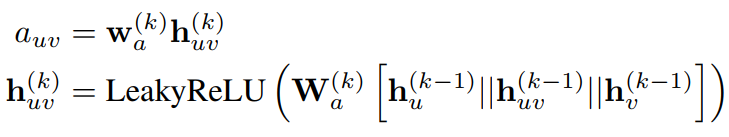 a_{uv} = \mathbf{w}_a^{(k)} \mathbf{h}_{uv}^{(k)}
\mathbf{h}_{uv}^{(k)} = \text{LeakyReLU} \left( \mathbf{W}_a^{(k)} \left[ \mathbf{h}_u^{(k-1)} || \mathbf{h}_{uv}^{(k-1)} || \mathbf{h}_v^{(k-1)} \right] \right)